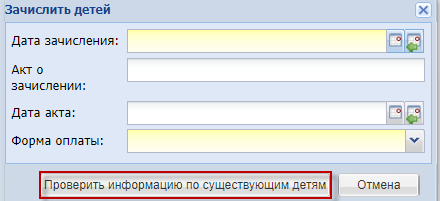 Зачислить детей
Дата зачисления:
Акт о
зачислении:
Дата акта:
Форма оплаты:
Проверить информацию по существующим детям Отмена